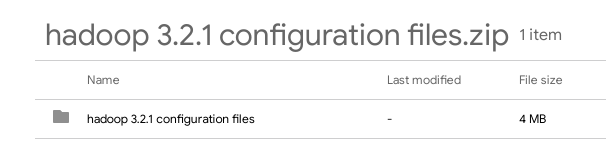 hadoop 3.2.1 configuration files.zip 1 item
Name Last modified File size
hadoop 3.2.1 configuration files - 4 MB